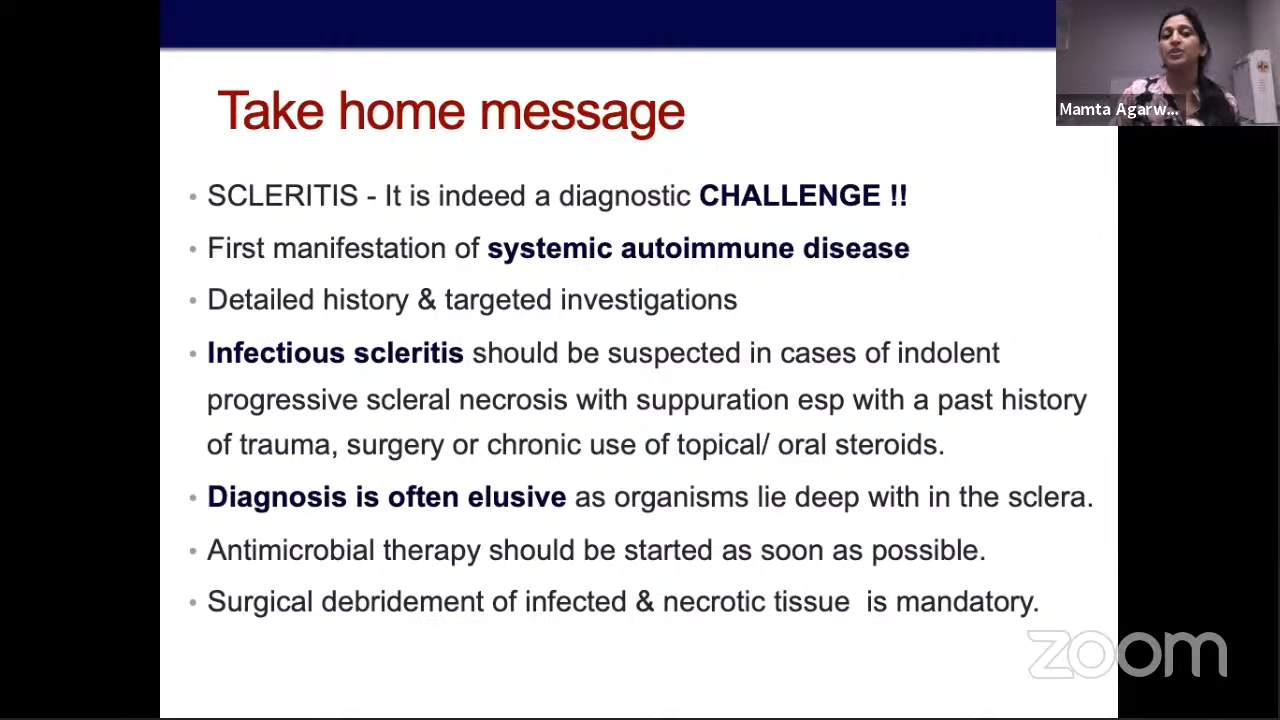 Take home message
Mamta Agarw...
• SCLERITIS - It is indeed a diagnostic CHALLENGE !!
• First manifestation of systemic autoimmune disease
• Detailed history & targeted investigations
• Infectious scleritis should be suspected in cases of indolent
progressive scleral necrosis with suppuration esp with a past history
of trauma, surgery or chronic use of topical/ oral steroids.
• Diagnosis is often elusive as organisms lie deep with in the sclera.
• Antimicrobial therapy should be started as soon as possible.
• Surgical debridement of infected & necrotic tissue  is mandatory.
zoom